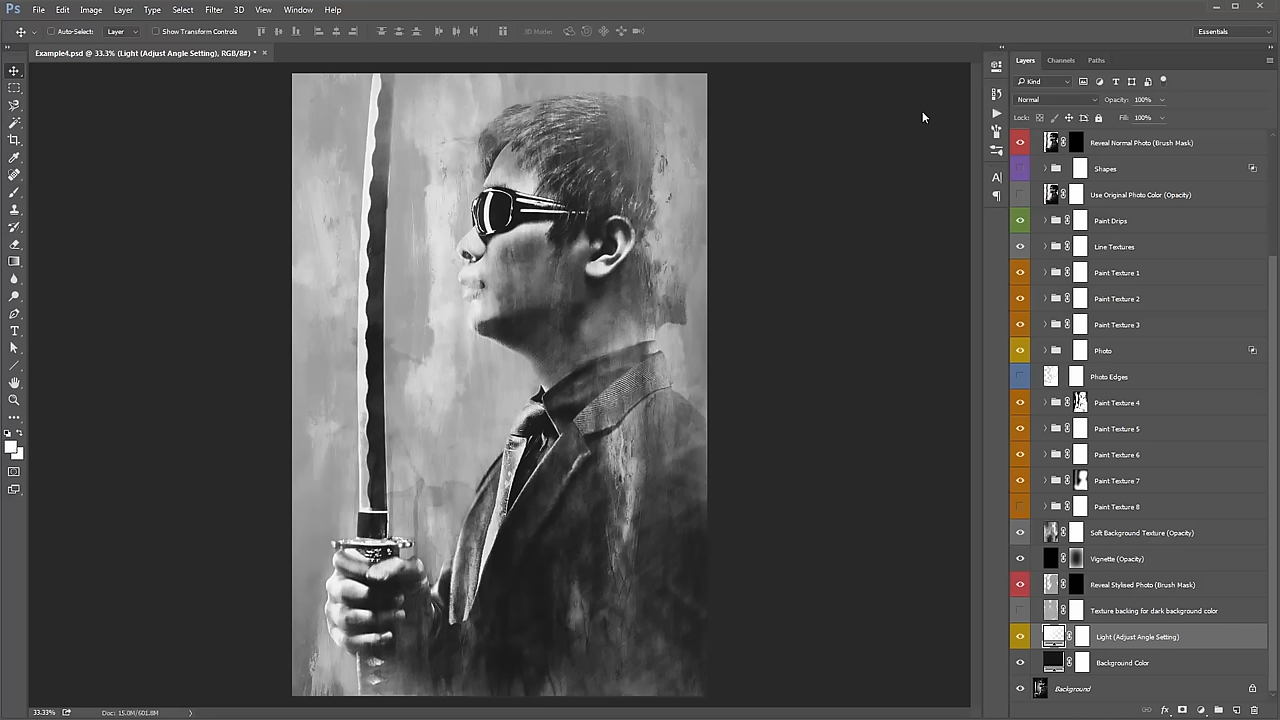 Ps File Edit Image Layer Type Select Filter 3D View Window Help
Auto-Select: Layer Show Transform Controls 3D Mode: Essentials
Example4.psd @ 33.3% (Light (Adjust Angle Setting), RGB/8#) * ×
Layers Channels Paths
Kind
Normal Opacity: 100%
Lock: Fill: 100%
Reveal Normal Photo (Brush Mask)
Shapes
Use Original Photo Color (Opacity)
Paint Drips
Line Textures
Paint Texture 1
Paint Texture 2
Paint Texture 3
Photo
Photo Edges
Paint Texture 4
Paint Texture 5
Paint Texture 6
Paint Texture 7
Paint Texture 8
Soft Background Texture (Opacity)
Vignette (Opacity)
Reveal Stylised Photo (Brush Mask)
Texture backing for dark background color
Light (Adjust Angle Setting)
Background Color
Background
33.33% Doc: 15.0M/601.8M